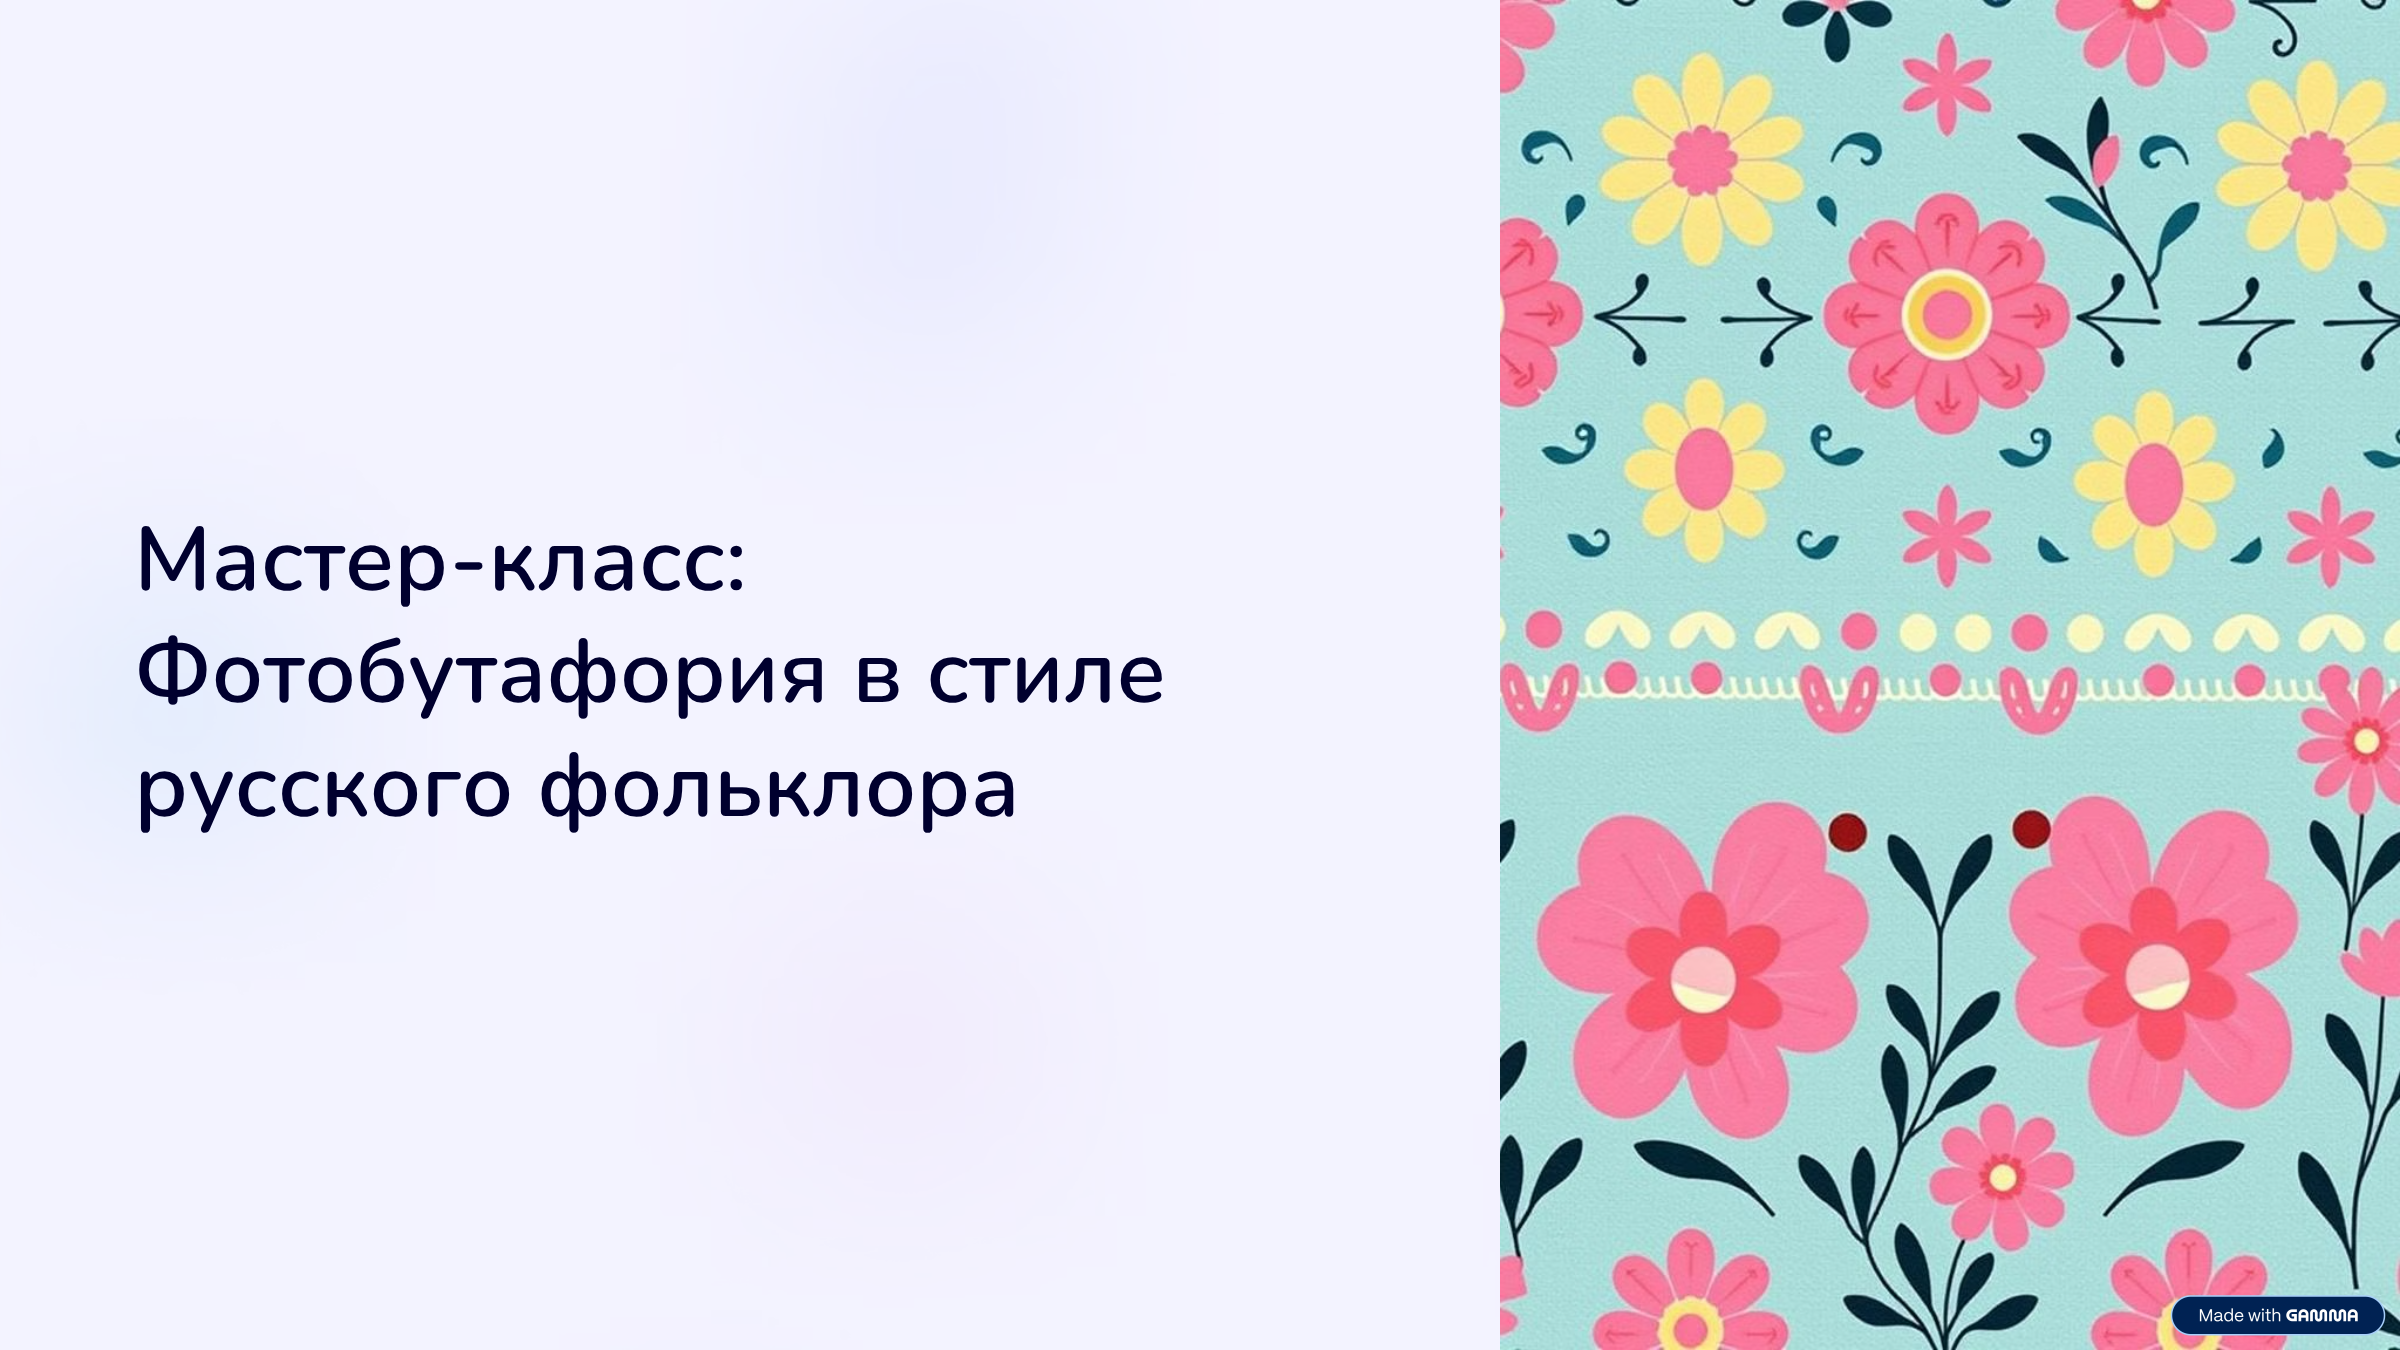 Мастер-класс:
Фотобутафория в стиле
русского фольклора
Made with GAMMA